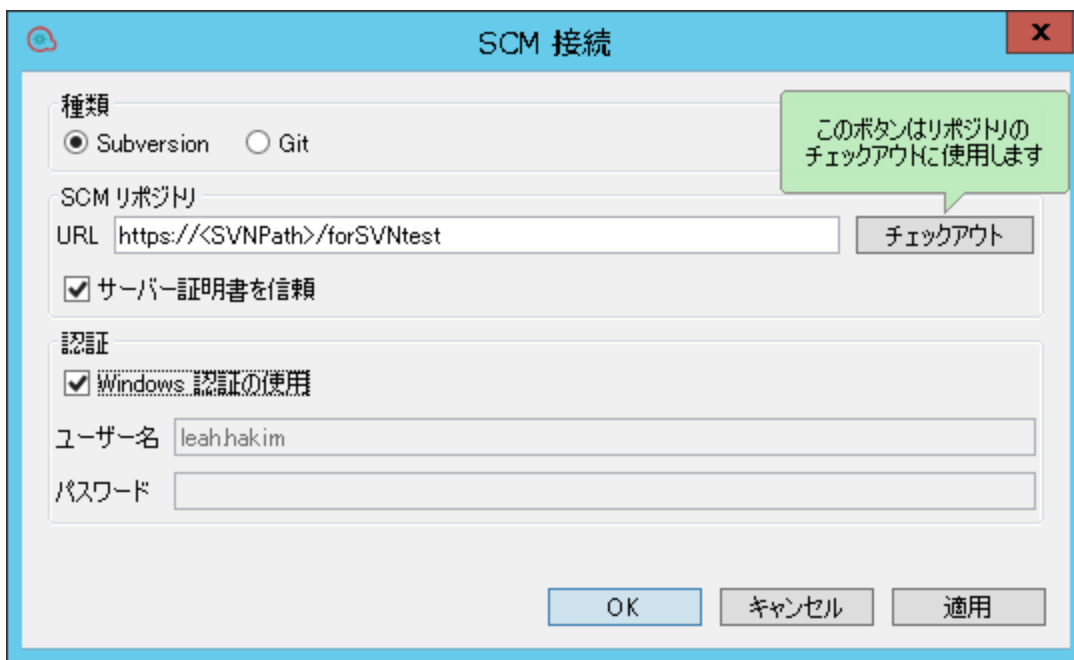 SCM 接続
x
種類
Subversion
Git
このボタンはリポジトリの
チェックアウトに使用します
SCM リポジトリ
URL https://<SVNPath>/forSVNtest
チェックアウト
サーバー証明書を信頼
認証
Windows 認証の使用
ユーザー名 leah.hakim
パスワード
OK
キャンセル
適用